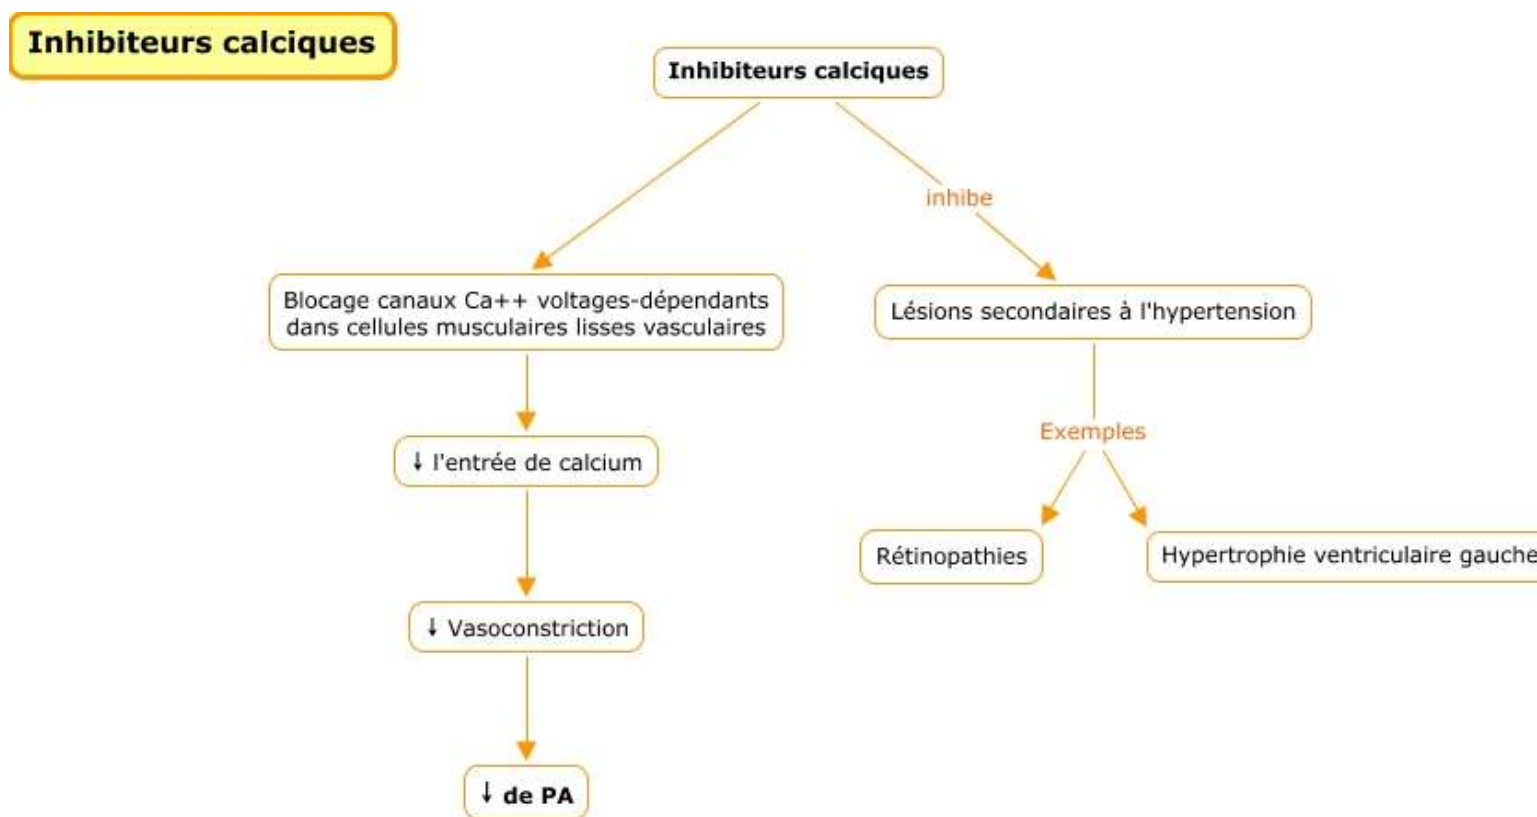 Inhibiteurs calciques
Inhibiteurs calciques
inhibe
Blocage canaux Ca++ voltages-dépendants
dans cellules musculaires lisses vasculaires
Lésions secondaires à l'hypertension
Exemples
↓ l'entrée de calcium
Rétinopathies
Hypertrophie ventriculaire gauche
↓ Vasoconstriction
↓ de PA